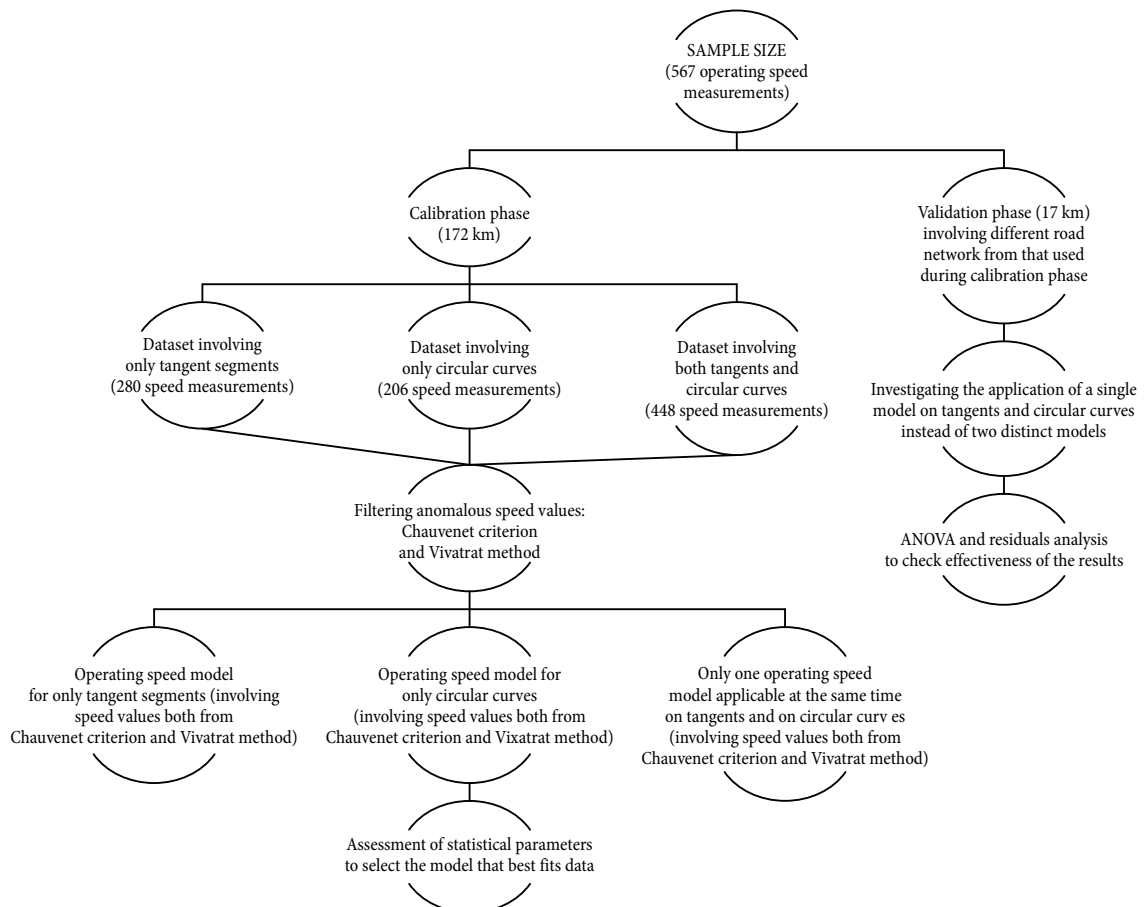 SAMPLE SIZE
(567 operating speed
measurements)
Calibration phase
(172 km)
Validation phase (17 km)
involving different road
network from that used
during calibration phase
Dataset involving
only tangent segments
(280 speed measurements)
Dataset involving
only circular curves
(206 speed measurements)
Dataset involving
both tangents and
circular curves
(448 speed measurements)
Investigating the application of a single
model on tangents and circular curves
instead of two distinct models
Filtering anomalous speed values:
Chauvenet criterion
and Vivatrat method
ANOVA and residuals analysis
to check effectiveness of the results
Operating speed model
for only tangent segments (involving
speed values both from
Chauvenet criterion and Vivatrat method)
Operating speed model for
only circular curves
(involving speed values both from
Chauvenet criterion and Vixatrat method)
Only one operating speed
model applicable at the same time
on tangents and on circular curv es
(involving speed values both from
Chauvenet criterion and Vivatrat method)
Assessment of statistical parameters
to select the model that best fits data